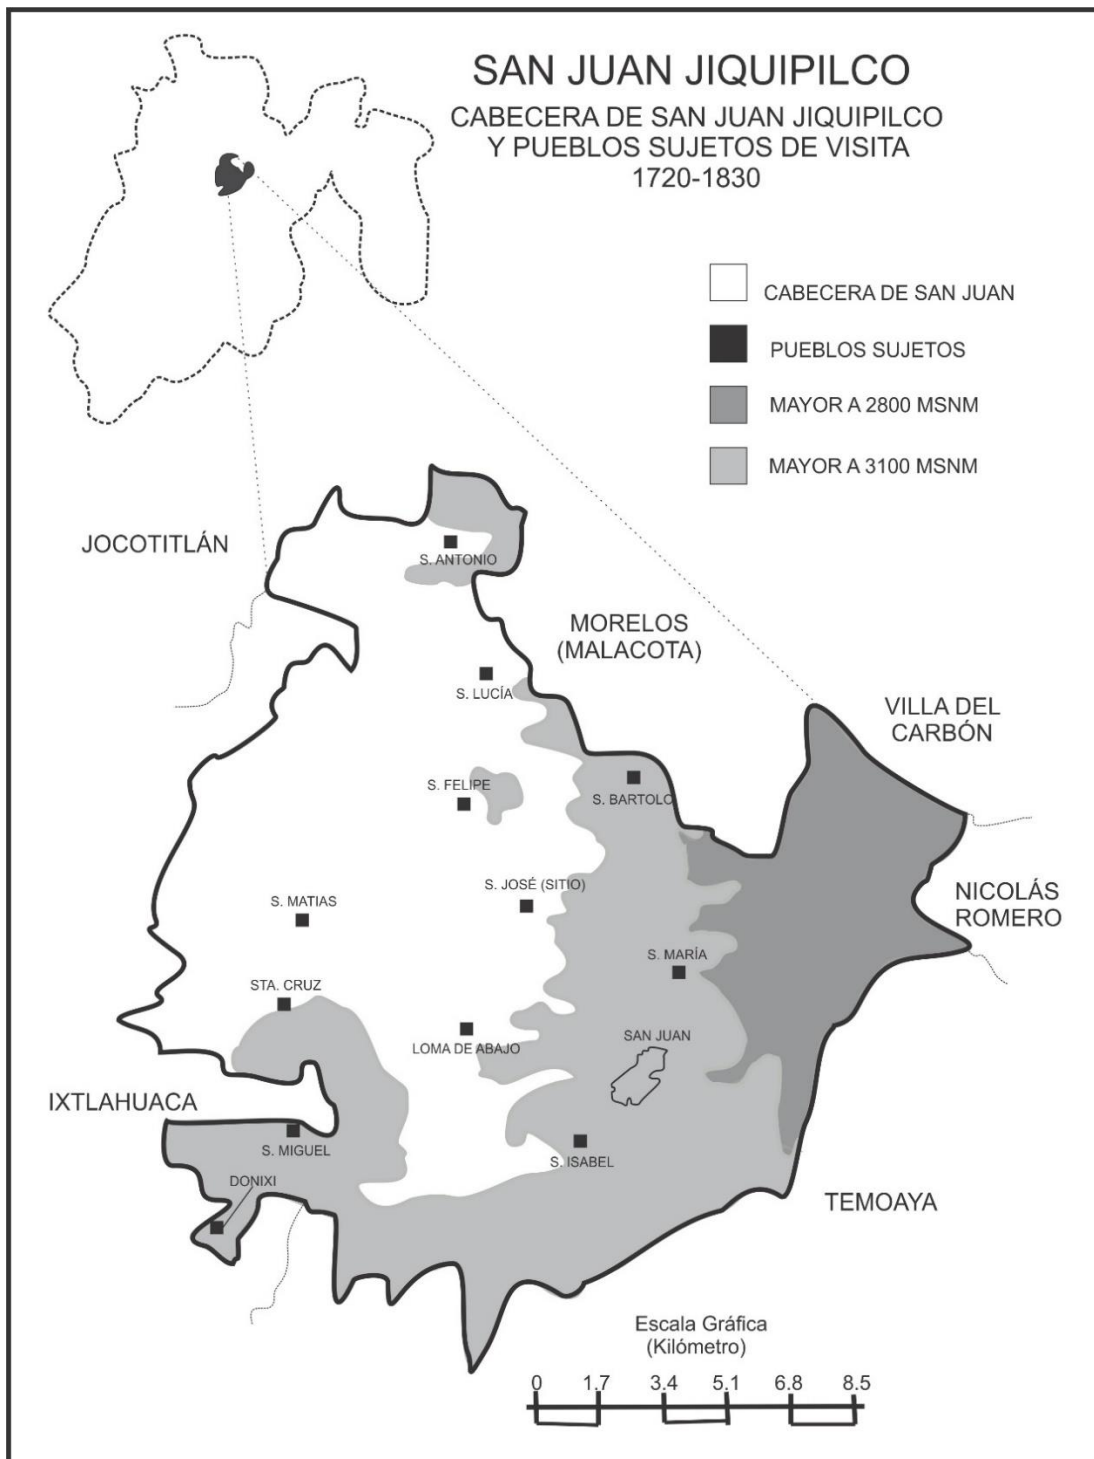 SAN JUAN JIQUIPILCO
CABECERA DE SAN JUAN JIQUIPILCO
Y PUEBLOS SUJETOS DE VISITA
1720-1830
CABECERA DE SAN JUAN
PUEBLOS SUJETOS
MAYOR A 2800 MSNM
MAYOR A 3100 MSNM
JOCOTITLÁN
S. ANTONIO
MORELOS
(MALACOTA)
S. LUCÍA
VILLA DEL
CARBÓN
S. FELIPE
S. BARTOLO
S. JOSÉ (SITIO)
NICOLÁS
ROMERO
S. MATIAS
S. MARÍA
STA. CRUZ
SAN JUAN
LOMA DE ABAJO
IXTLAHUACA
S. MIGUEL
S. ISABEL
DONIXI
TEMOAYA
Escala Gráfica
(Kilómetro)
0 1.7 3.4 5.1 6.8 8.5